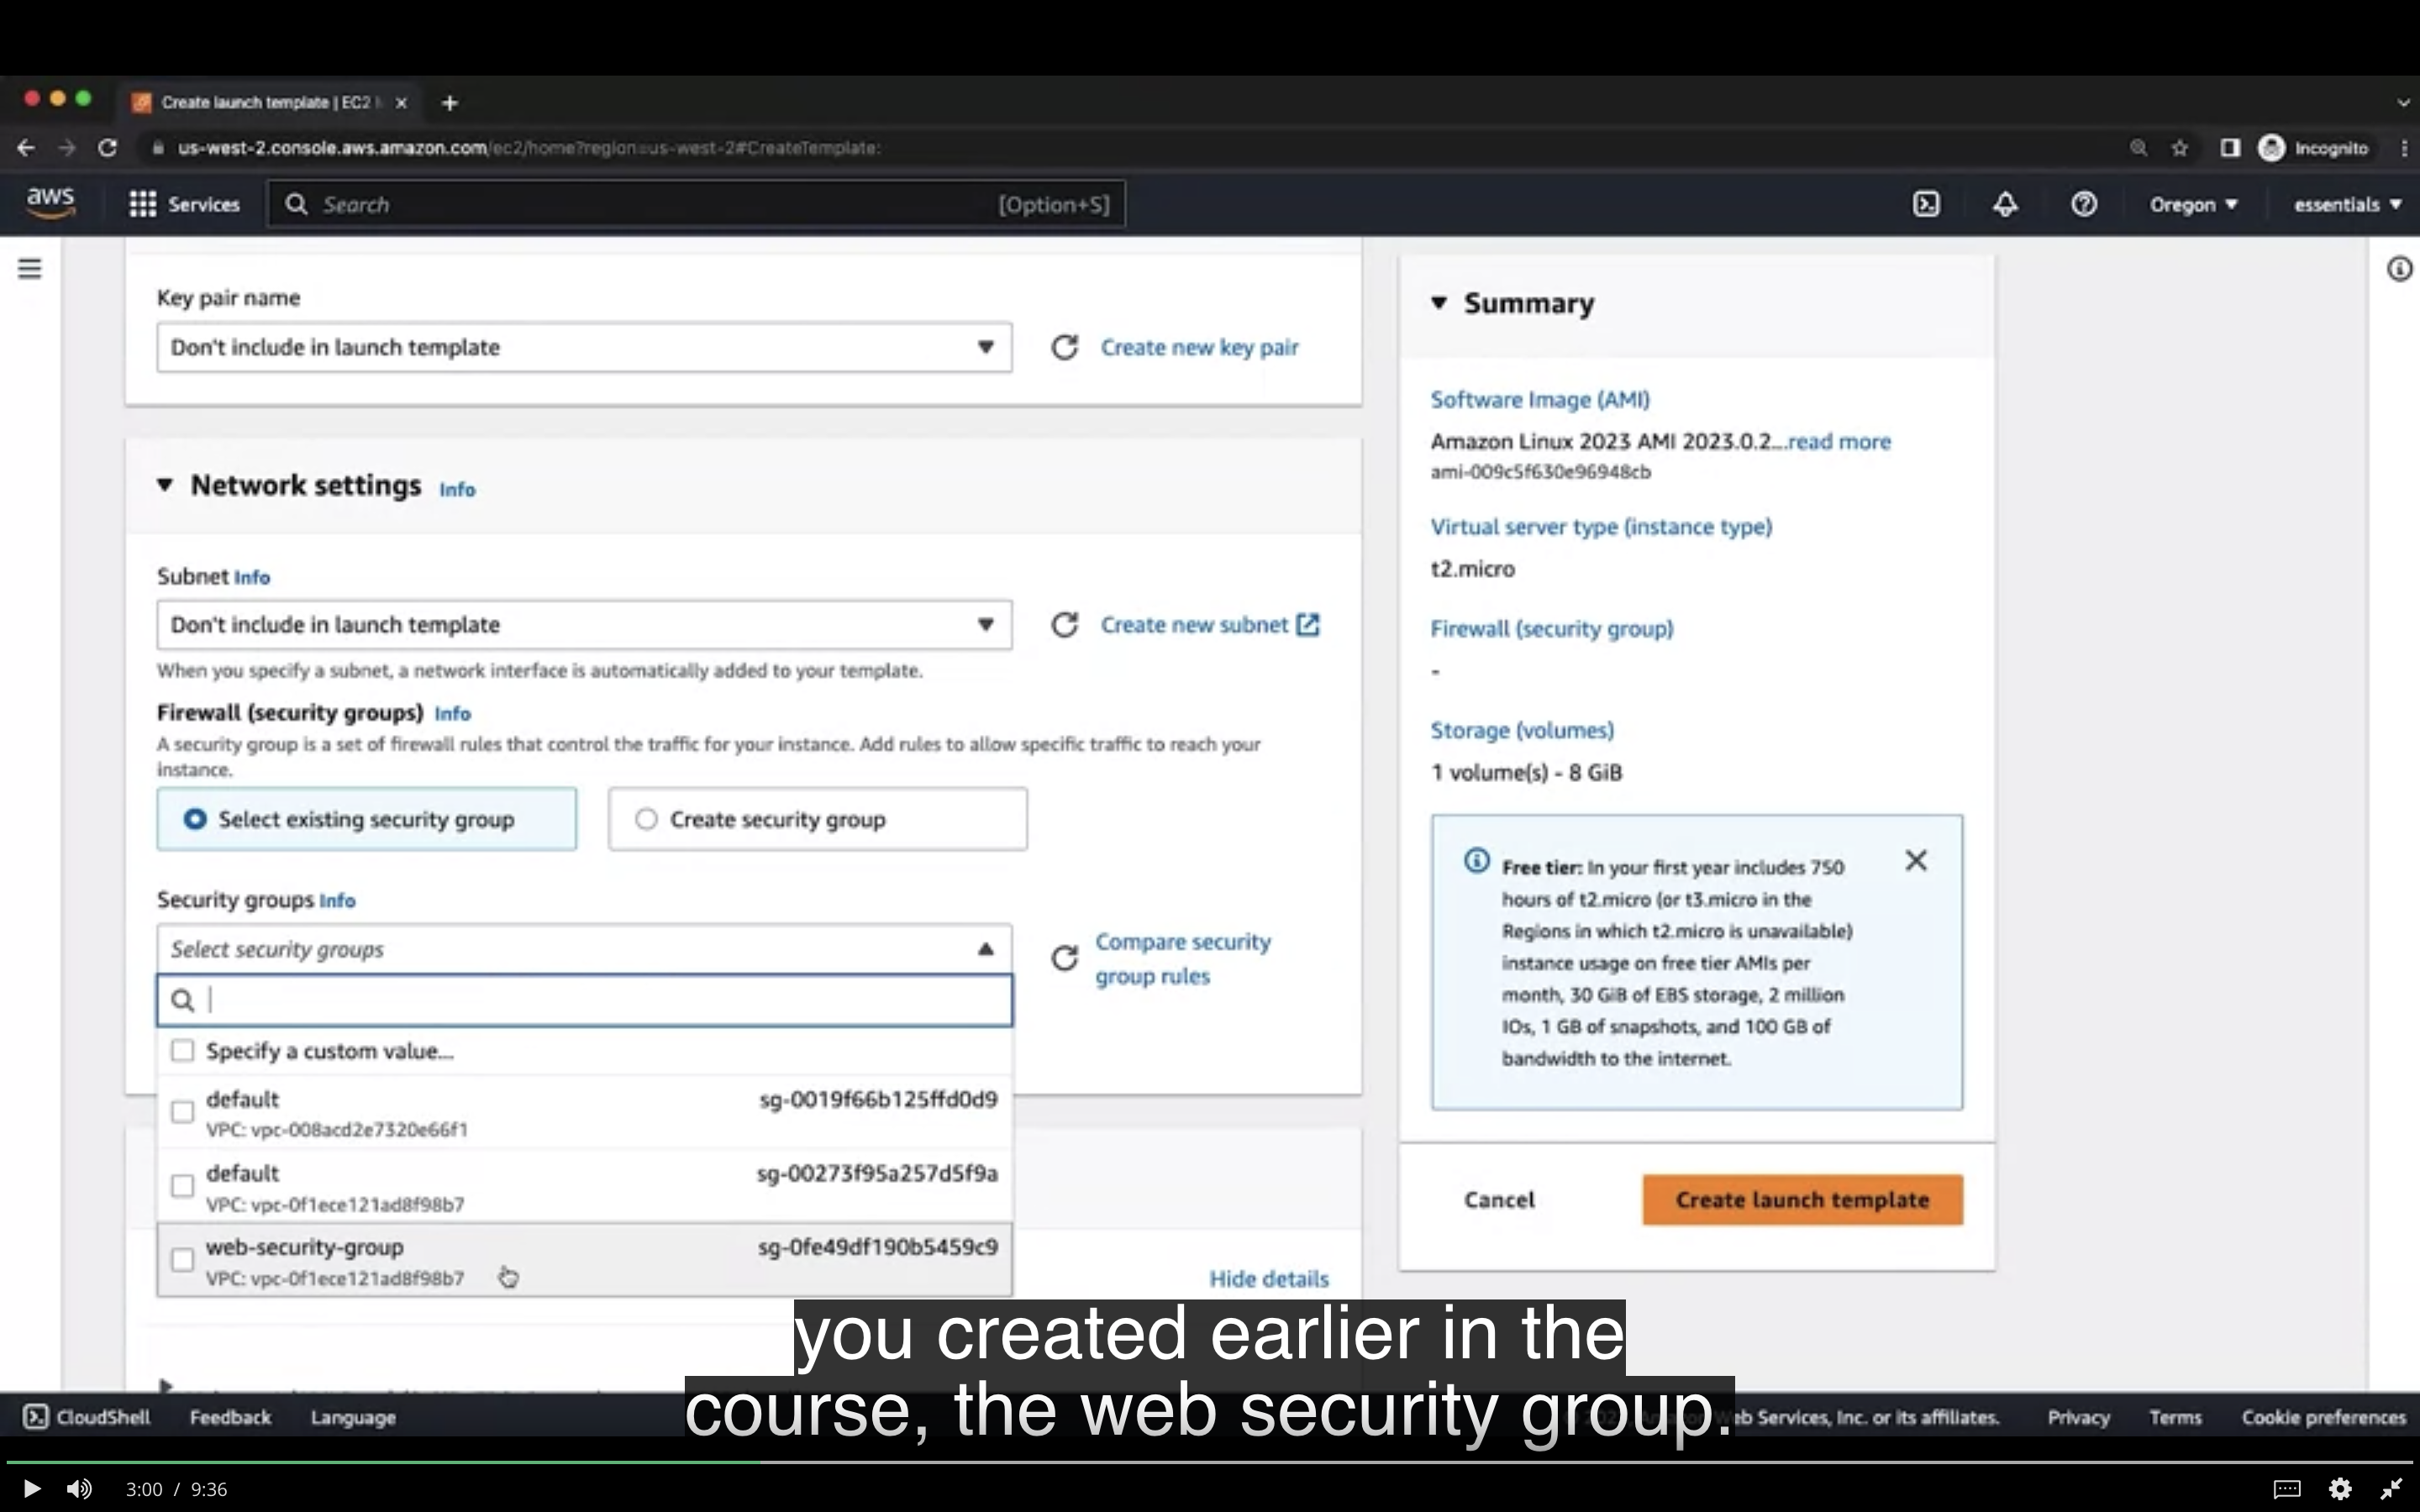 Create launch template | EC2
us-west-2.console.aws.amazon.com/ec2/home?region=us-west-2#CreateTemplate:
Incognito
aws
Services
Search
[Option+S]
Oregon
essentials
Key pair name
Don't include in launch template
Create new key pair
Network settings Info
Subnet Info
Don't include in launch template
Create new subnet
When you specify a subnet, a network interface is automatically added to your template.
Firewall (security groups) Info
A security group is a set of firewall rules that control the traffic for your instance. Add rules to allow specific traffic to reach your
instance.
Select existing security group
Create security group
Security groups Info
Select security groups
Compare security
group rules
Specify a custom value...
default sg-0019f66b125ffd0d9
VPC: vpc-008acd2e7320e66f1
default sg-00273f95a257d5f9a
VPC: vpc-0f1ece121ad8f98b7
web-security-group sg-0fe49df190b5459c9
VPC: vpc-0f1ece121ad8f98b7
Hide details
Summary
Software Image (AMI)
Amazon Linux 2023 AMI 2023.0.2...read more
ami-009c5f630e96948cb
Virtual server type (instance type)
t2.micro
Firewall (security group)
-
Storage (volumes)
1 volume(s) - 8 GiB
Free tier: In your first year includes 750
hours of t2.micro (or t3.micro in the
Regions in which t2.micro is unavailable)
instance usage on free tier AMIs per
month, 30 GiB of EBS storage, 2 million
IOs, 1 GB of snapshots, and 100 GB of
bandwidth to the internet.
Cancel
Create launch template
you created earlier in the
course, the web security group.
CloudShell
Feedback
Language
Services, Inc. or its affiliates.
Privacy
Terms
Cookie preferences
3:00 / 9:36